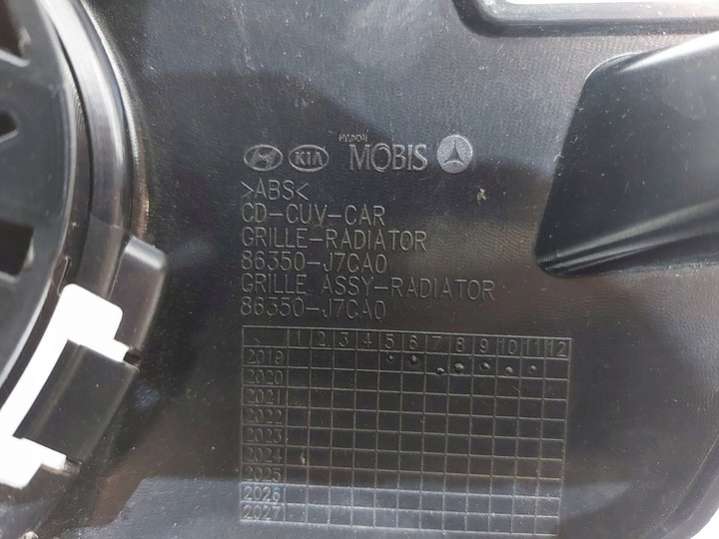 KIA HYUNDAI MOBIS
>ABS<
CD-CUV-CAR
GRILLE-RADIATOR
86350-J7CA0
GRILLE ASSY-RADIATOR
86350-J7CA0
1 2 3 4 5 6 7 8 9 10 11 12
2019
2020
2021
2022
2023
2024
2025
2026
2027